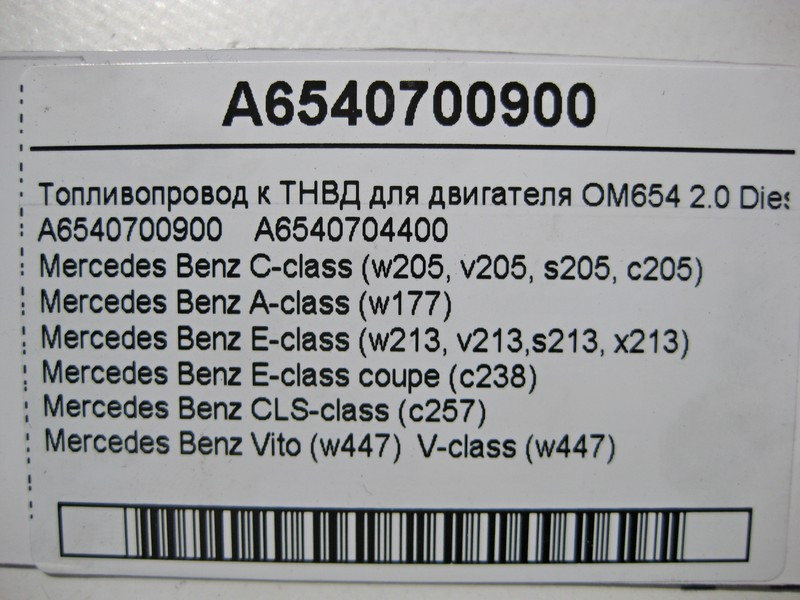 A6540700900
Топливопровод к ТНВД для двигателя OM654 2.0
A6540700900 A6540704400
Mercedes Benz C-class (w205, v205, s205, c205)
Mercedes Benz A-class (w177)
Mercedes Benz E-class (w213, v213,s213, x213)
Mercedes Benz E-class coupe (c238)
Mercedes Benz CLS-class (c257)
Mercedes Benz Vito (w447) V-class (w447)